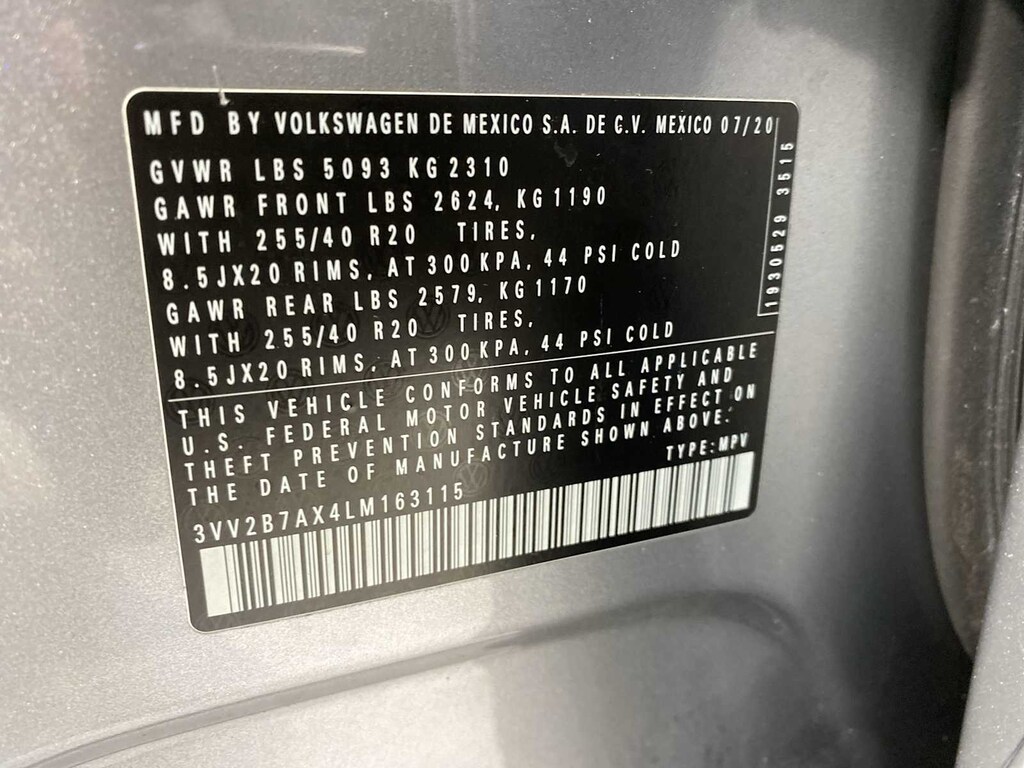 MFD BY VOLKSWAGEN DE MEXICO S.A. DE C.V. MEXICO 07/20
GVWR LBS 5093 KG 2310
GAWR FRONT LBS 2624, KG 1190
WITH 255/40 R20 TIRES,
8.5JX20 RIMS, AT 300 KPA, 44 PSI COLD
GAWR REAR LBS 2579, KG 1170
WITH 255/40 R20 TIRES,
8.5JX20 RIMS, AT 300 KPA, 44 PSI COLD
1930529 3515
THIS VEHICLE CONFORMS TO ALL APPLICABLE
U.S. FEDERAL MOTOR VEHICLE SAFETY AND
THEFT PREVENTION STANDARDS IN EFFECT ON
THE DATE OF MANUFACTURE SHOWN ABOVE.
TYPE: MPV
3VV2B7AX4LM163115